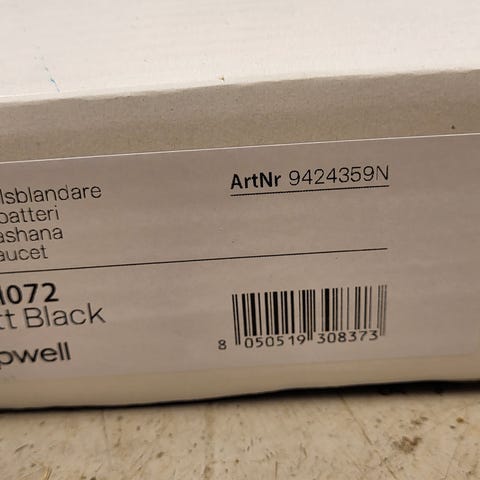 lsblandare
batteri
ashana
aucet
ArtNr 9424359N
1072
tt Black
pwell
8 050519 308373